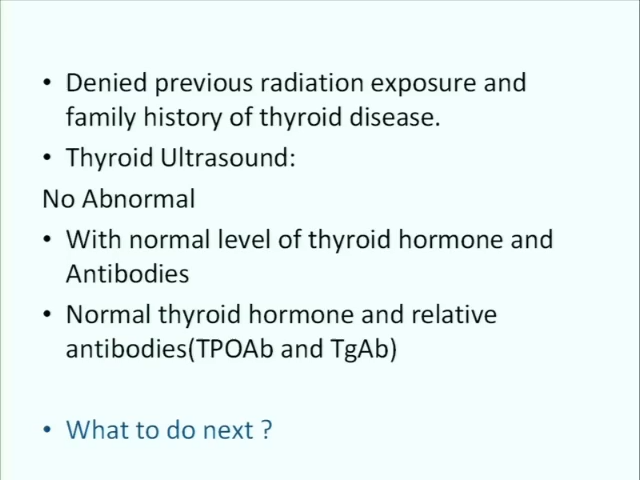 • Denied previous radiation exposure and
family history of thyroid disease.
• Thyroid Ultrasound:
No Abnormal
• With normal level of thyroid hormone and
Antibodies
• Normal thyroid hormone and relative
antibodies(TPOAb and TgAb)
• What to do next ?